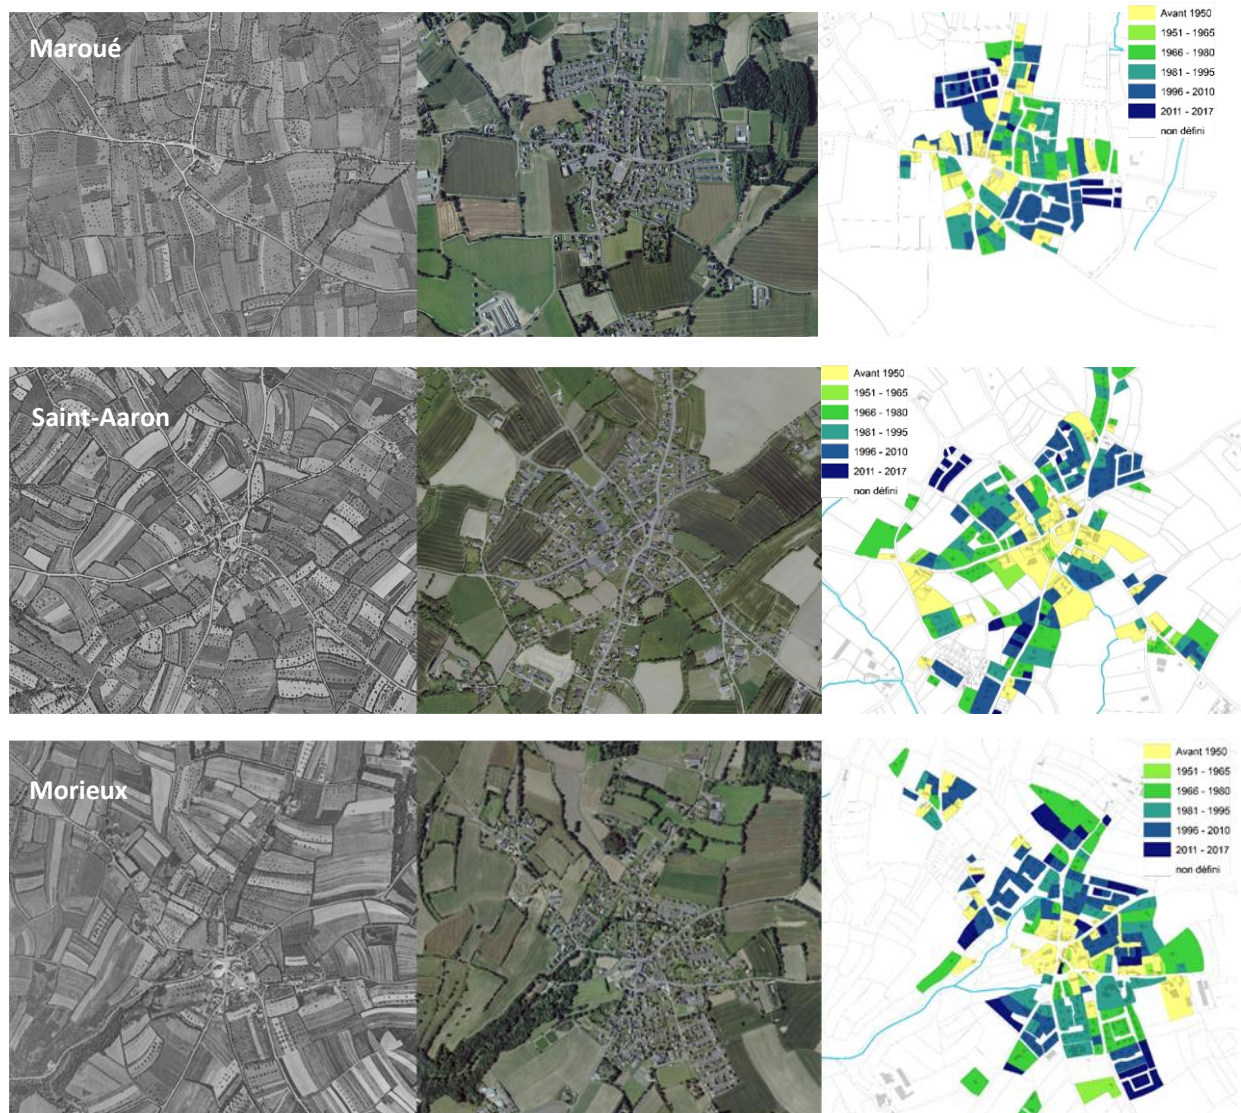 Maroué
Avant 1950
1951 - 1965
1966 - 1980
1981 - 1995
1996 - 2010
2011 - 2017
non défini
Saint-Aaron
Avant 1950
1951 - 1965
1966 - 1980
1981 - 1995
1996 - 2010
2011 - 2017
non défini
Morieux
Avant 1950
1951 - 1965
1966 - 1980
1981 - 1995
1996 - 2010
2011 - 2017
non défini